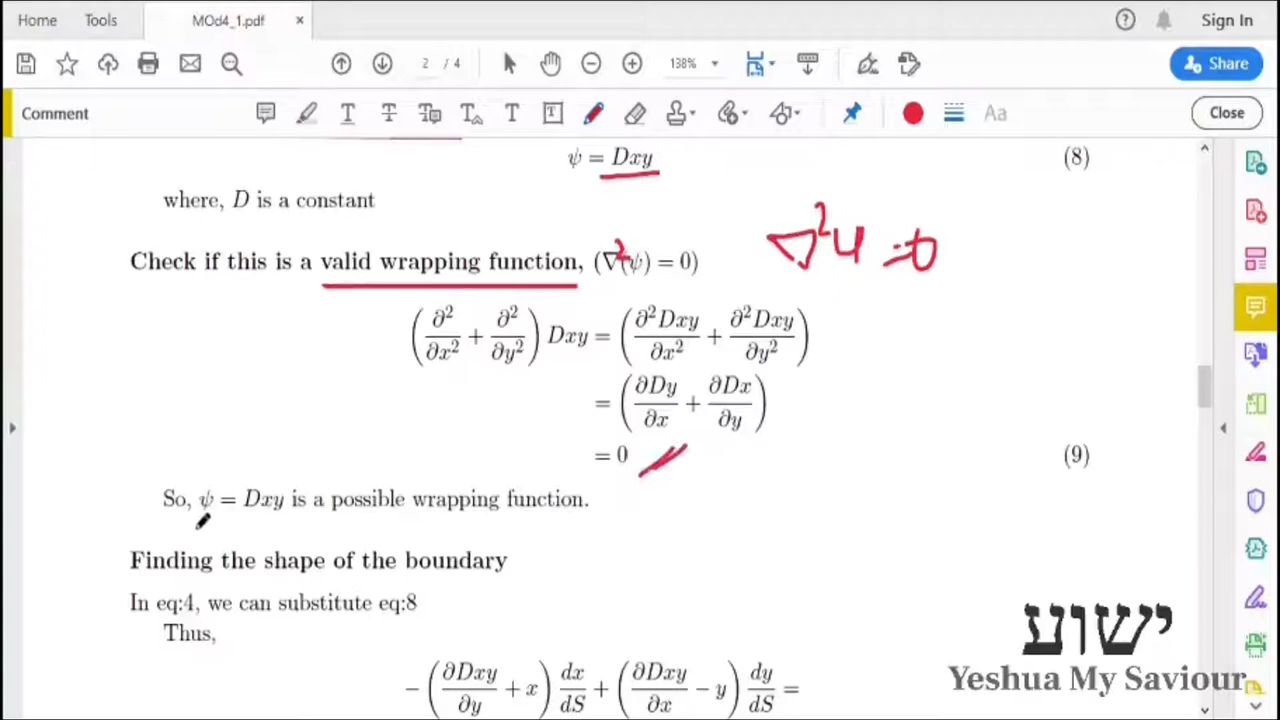 Home Tools MOd4_1.pdf × Sign In
2 / 4 138% Share
Comment Aa Close
ψ = Dxy (8)
where, D is a constant
∇²ψ =0
Check if this is a valid wrapping function, (∇²(ψ) = 0)
(∂²/∂x² + ∂²/∂y²) Dxy = (∂²Dxy/∂x² + ∂²Dxy/∂y²)
= (∂Dy/∂x + ∂Dx/∂y)
= 0 (9)
So, ψ = Dxy is a possible wrapping function.
Finding the shape of the boundary
In eq:4, we can substitute eq:8
Thus,
−(∂Dxy/∂y + x) dx/dS + (∂Dxy/∂x − y) dy/dS =
ישוע
Yeshua My Saviour